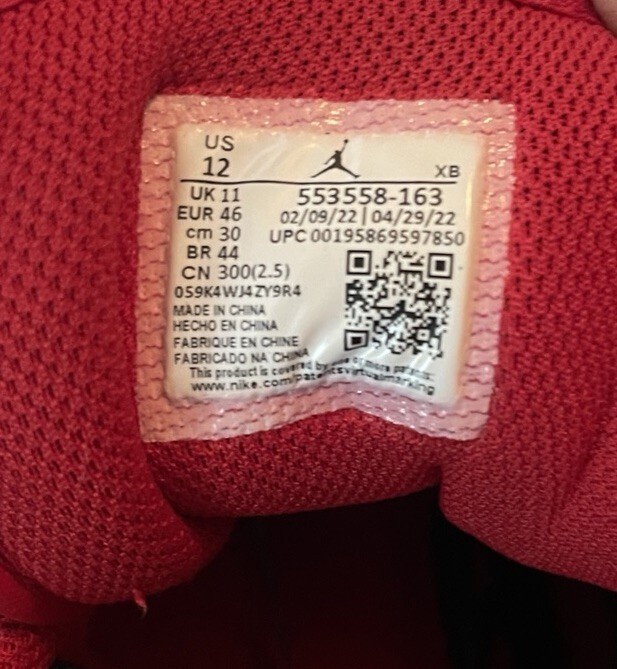 US
12
XB
UK 11
553558-163
EUR 46
02/09/22 | 04/29/22
cm 30
UPC 00195869597850
BR 44
CN 300(2.5)
059K4WJ4ZY9R4
MADE IN CHINA
HECHO EN CHINA
FABRIQUE EN CHINE
FABRICADO NA CHINA
This product is covered by one or more patents:
www.nike.com/patentsvirtualmarking